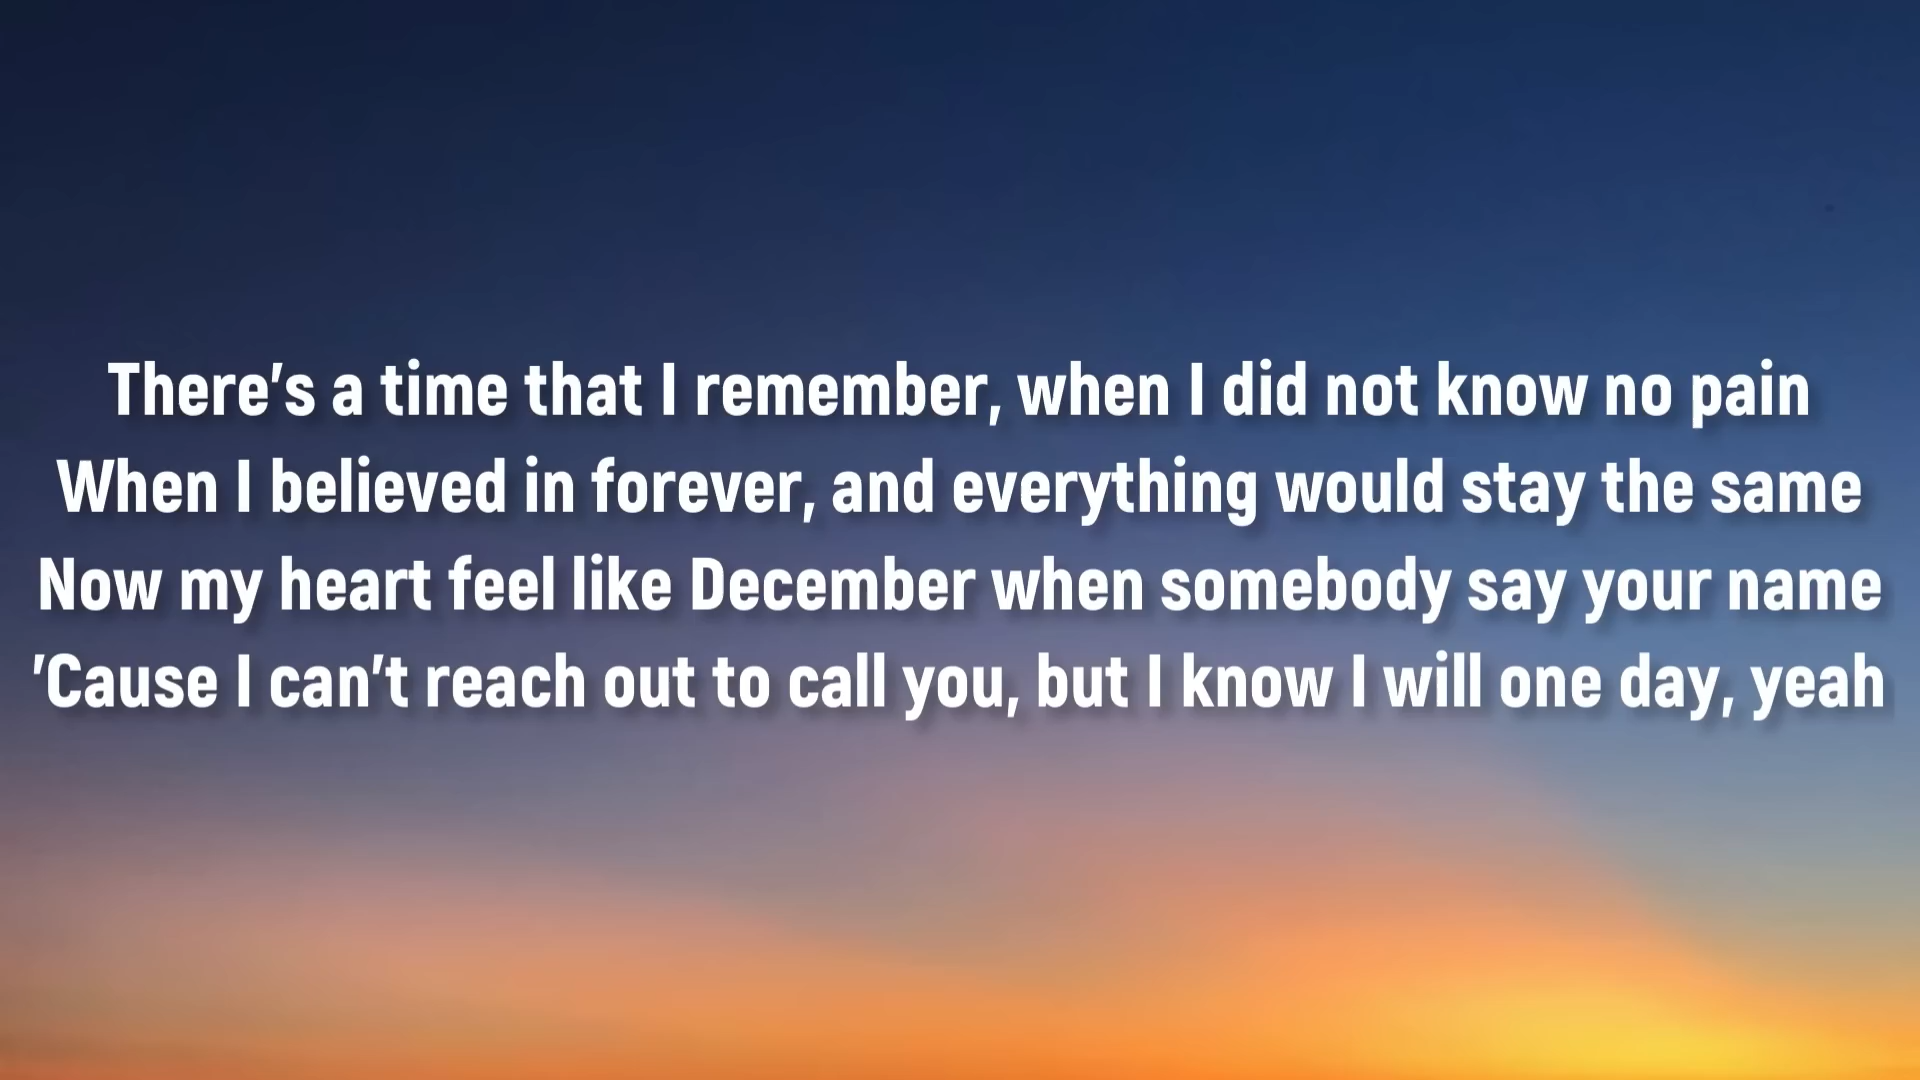 There's a time that I remember, when I did not know no pain
When I believed in forever, and everything would stay the same
Now my heart feel like December when somebody say your name
'Cause I can't reach out to call you, but I know I will one day, yeah